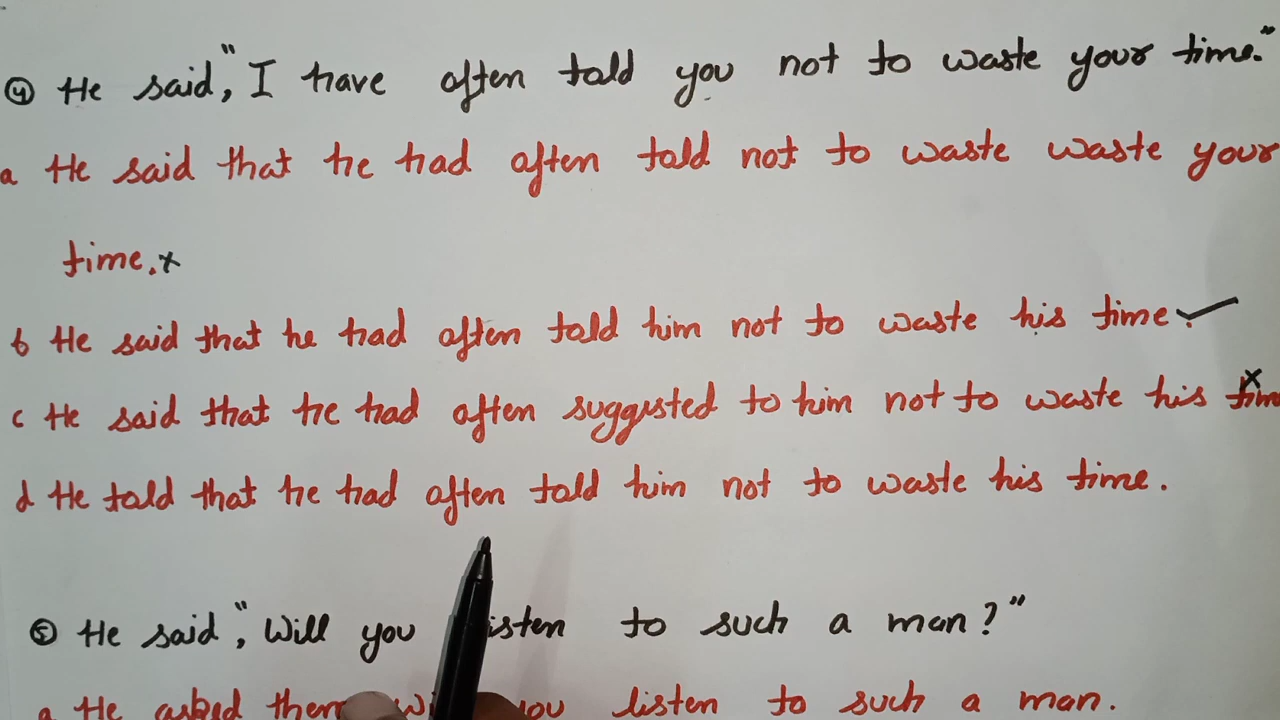 ④ He said, "I have often told you not to waste your time."
a He said that he had often told not to waste waste your
time. x
b He said that he had often told him not to waste his time. ✓
c He said that he had often suggested to him not to waste his time x
d He told that he had often told him not to waste his time.
⑤ He said, "Will you listen to such a man?"
a He asked them you listen to such a man.